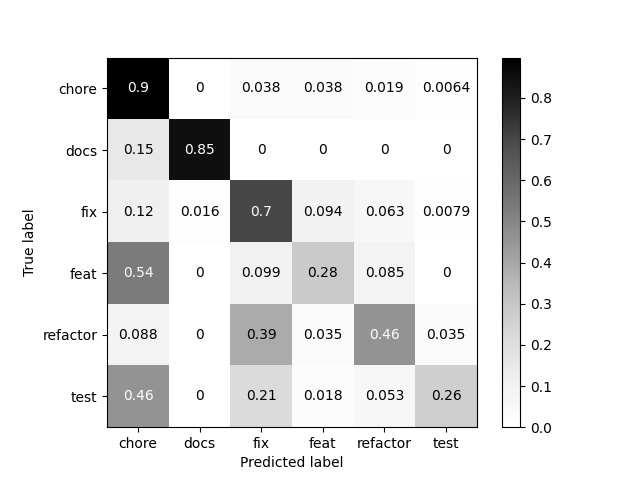 chore 0.9 0 0.038 0.038 0.019 0.0064
docs 0.15 0.85 0 0 0 0
fix 0.12 0.016 0.7 0.094 0.063 0.0079
feat 0.54 0 0.099 0.28 0.085 0
refactor 0.088 0 0.39 0.035 0.46 0.035
test 0.46 0 0.21 0.018 0.053 0.26
chore docs fix feat refactor test
Predicted label
True label
0.8
0.7
0.6
0.5
0.4
0.3
0.2
0.1
0.0